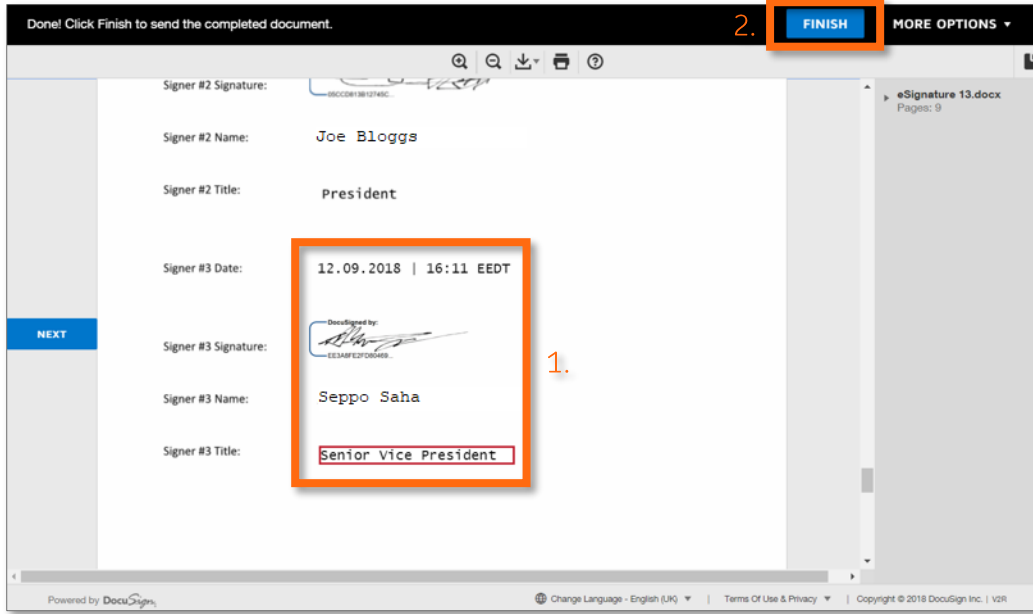 Done! Click Finish to send the completed document.
2.
FINISH
MORE OPTIONS
Signer #2 Signature:
Signer #2 Name:
Joe Bloggs
Signer #2 Title:
President
Signer #3 Date:
12.09.2018 | 16:11 EEDT
NEXT
Signer #3 Signature:
DocuSigned by:
EE3A8FE2FD80469...
1.
Signer #3 Name:
Seppo Saha
Signer #3 Title:
Senior Vice President
eSignature 13.docx
Pages: 9
Powered by DocuSign
Change Language - English (UK)
Terms Of Use & Privacy
Copyright © 2018 DocuSign Inc. | V2R